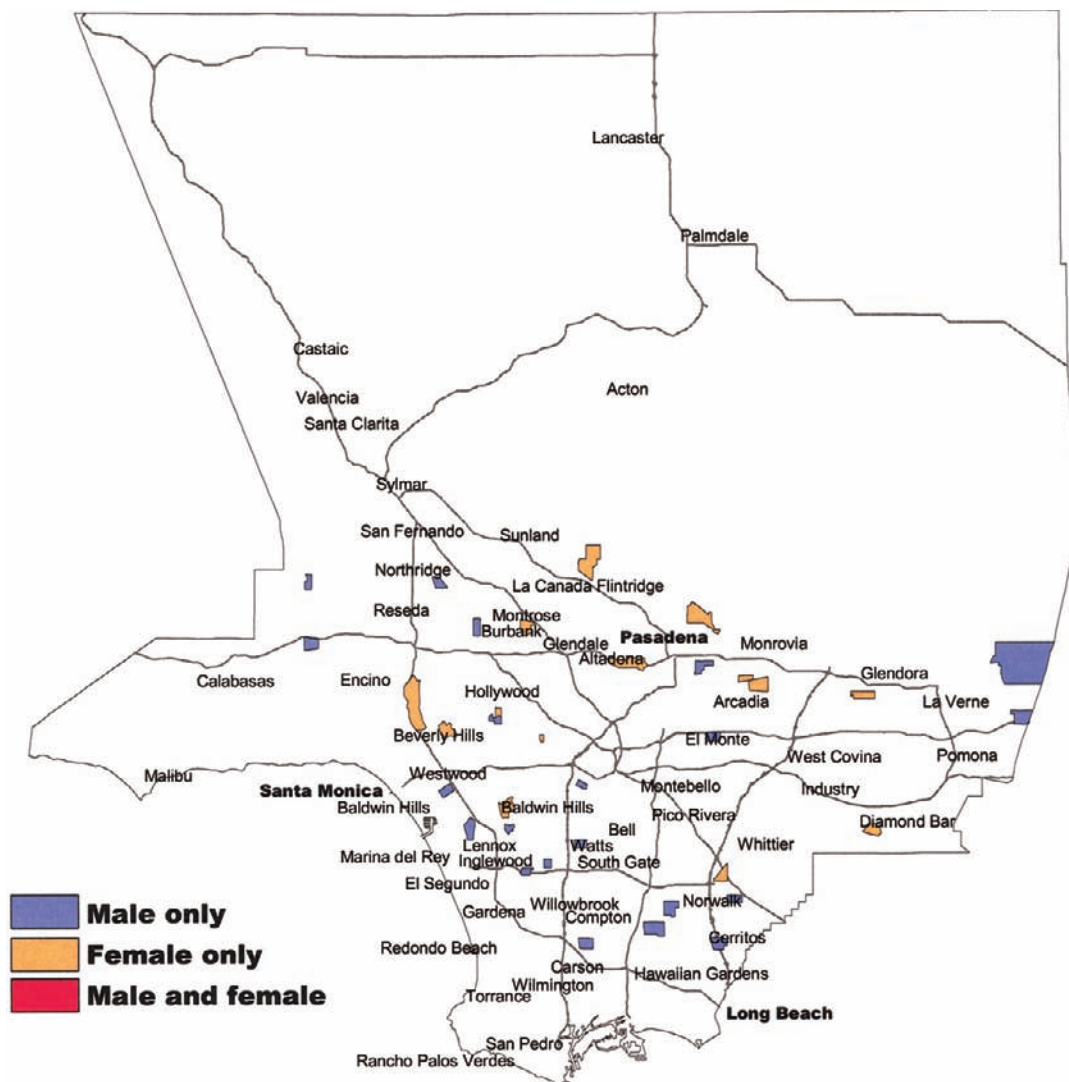 Lancaster
Palmdale
Castaic
Acton
Valencia
Santa Clarita
Sylmar
San Fernando
Sunland
Northridge
La Canada Flintridge
Reseda
Montrose
Burbank
Glendale
Pasadena
Monrovia
Altadena
Glendora
Calabasas
Encino
Hollywood
Arcadia
La Verne
Beverly Hills
El Monte
West Covina
Pomona
Malibu
Westwood
Santa Monica
Montebello
Industry
Baldwin Hills
Baldwin Hills
Pico Rivera
Diamond Bar
Bell
Lennox
Watts
Whittier
Marina del Rey
Inglewood
South Gate
El Segundo
Willowbrook
Norwalk
Gardena
Compton
Redondo Beach
Cerritos
Carson
Hawaiian Gardens
Wilmington
Torrance
Long Beach
San Pedro
Rancho Palos Verdes
Male only
Female only
Male and female